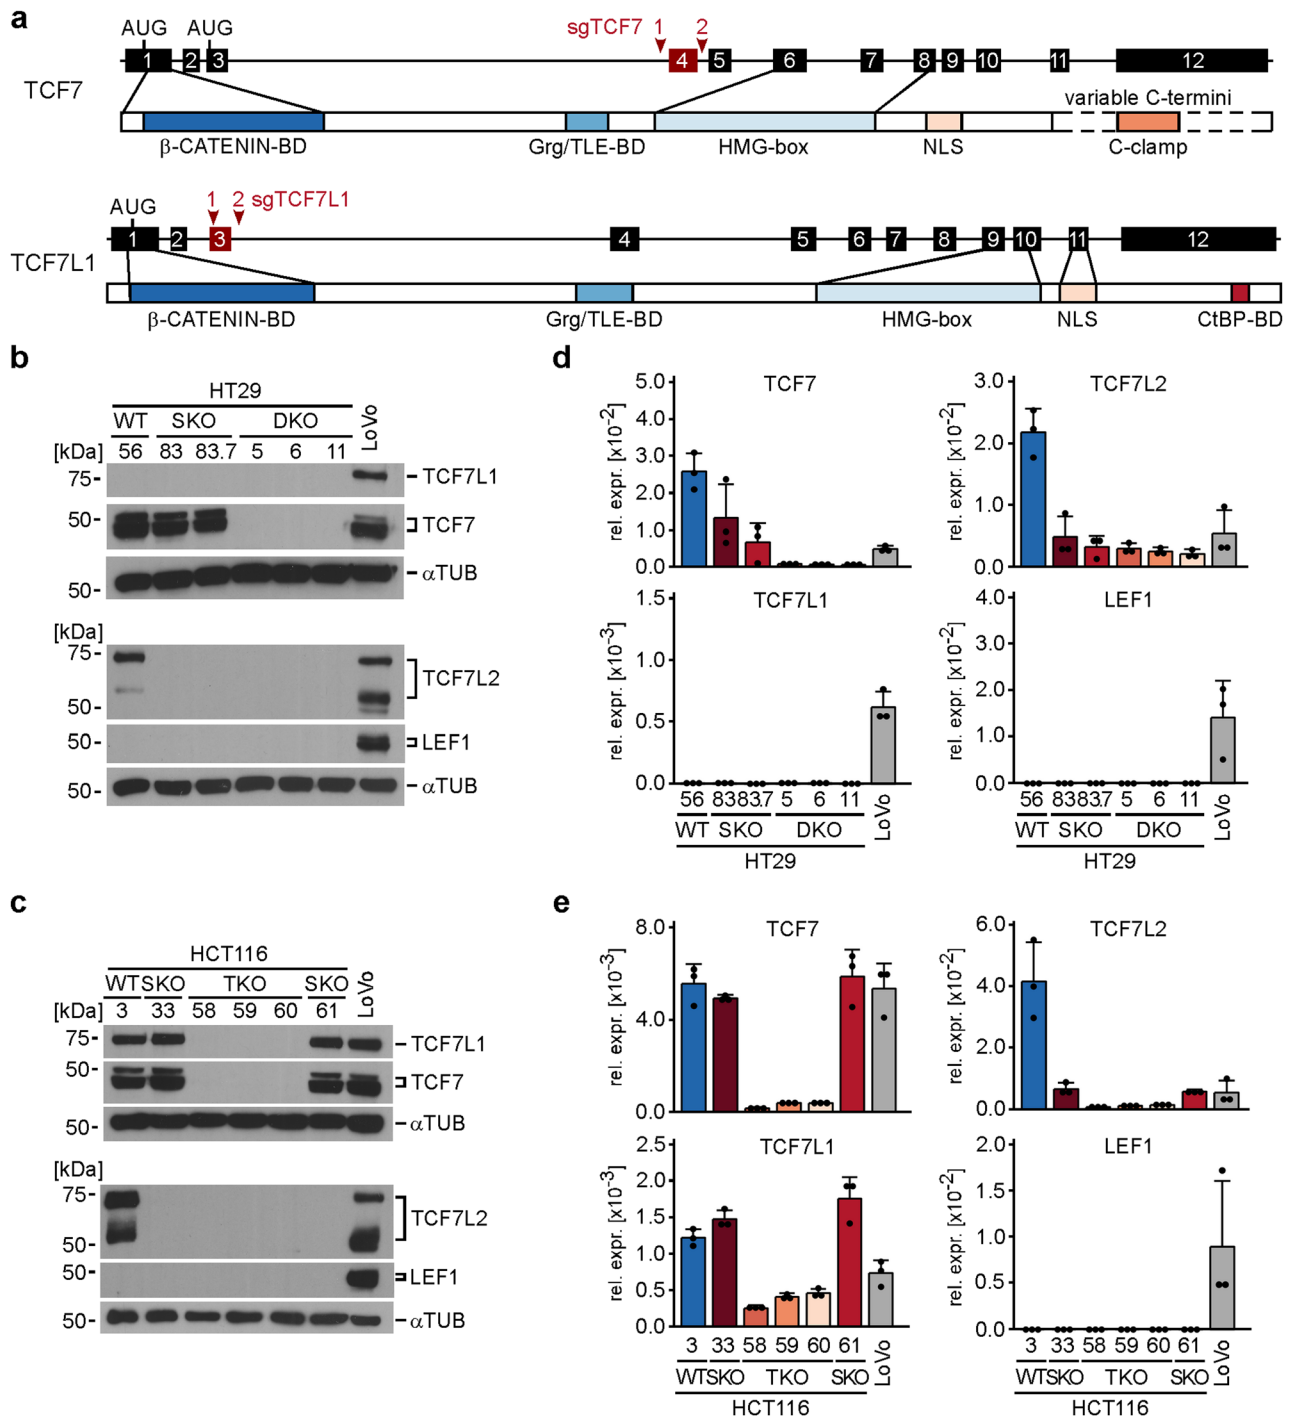 a
AUG AUG sgTCF7 1 2
1 2 3 4 5 6 7 8 9 10 11 12
TCF7
variable C-termini
β-CATENIN-BD Grg/TLE-BD HMG-box NLS C-clamp
AUG 1 2 sgTCF7L1
1 2 3 4 5 6 7 8 9 10 11 12
TCF7L1
β-CATENIN-BD Grg/TLE-BD HMG-box NLS CtBP-BD
b
HT29
WT SKO DKO LoVo
[kDa] 56 83 83.7 5 6 11
75- TCF7L1
50- TCF7
50- αTUB
[kDa]
75-
TCF7L2
50-
50- LEF1
50- αTUB
c
HCT116
WT SKO TKO SKO LoVo
[kDa] 3 33 58 59 60 61
75- TCF7L1
50- TCF7
50- αTUB
[kDa]
75-
TCF7L2
50-
50- LEF1
50- αTUB
d
TCF7
rel. expr. [x10-2]
5.0
4.0
3.0
2.0
1.0
0.0
TCF7L2
rel. expr. [x10-2]
3.0
2.0
1.0
0.0
TCF7L1
rel. expr. [x10-3]
1.5
1.0
0.5
0.0
56 83 83.7 5 6 11 LoVo
WT SKO DKO
HT29
LEF1
rel. expr. [x10-2]
4.0
3.0
2.0
1.0
0.0
56 83 83.7 5 6 11 LoVo
WT SKO DKO
HT29
e
TCF7
rel. expr. [x10-3]
8.0
4.0
0.0
TCF7L2
rel. expr. [x10-2]
6.0
4.0
2.0
0.0
TCF7L1
rel. expr. [x10-3]
2.5
2.0
1.5
1.0
0.5
0.0
3 33 58 59 60 61 LoVo
WT SKO TKO SKO
HCT116
LEF1
rel. expr. [x10-2]
2.0
1.5
1.0
0.5
0.0
3 33 58 59 60 61 LoVo
WT SKO TKO SKO
HCT116